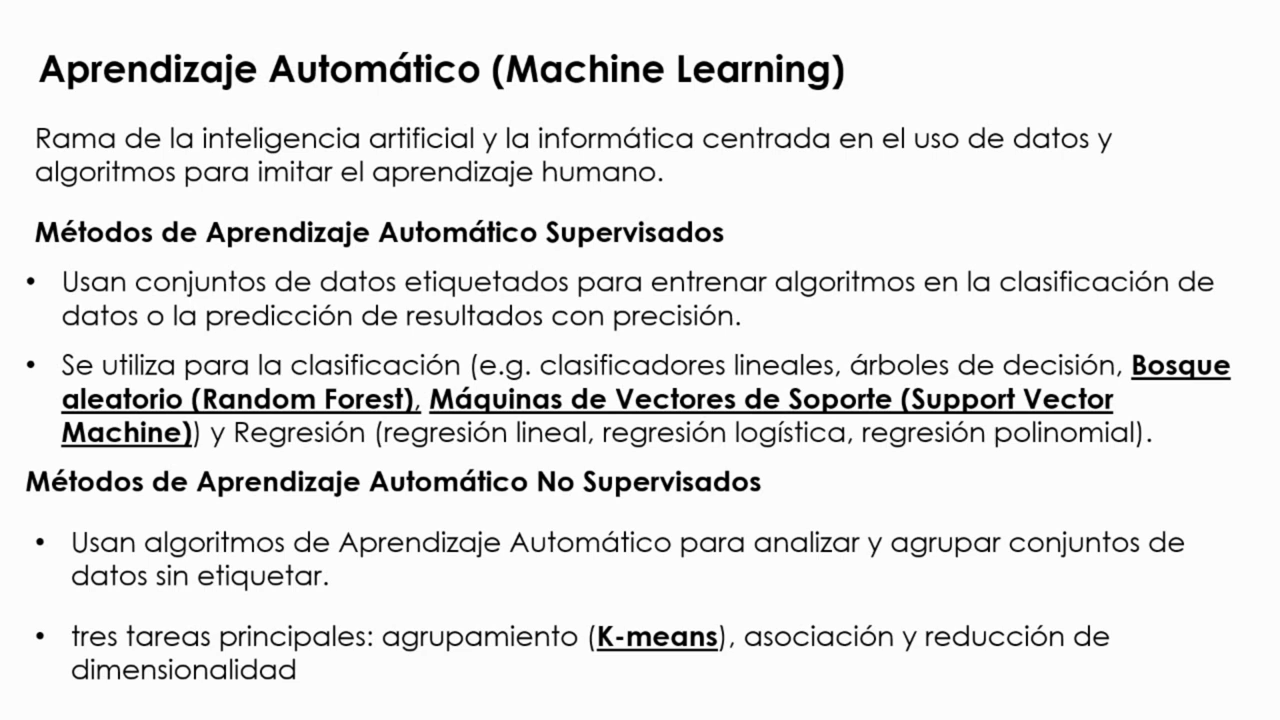 Aprendizaje Automático (Machine Learning)
Rama de la inteligencia artificial y la informática centrada en el uso de datos y
algoritmos para imitar el aprendizaje humano.
Métodos de Aprendizaje Automático Supervisados
• Usan conjuntos de datos etiquetados para entrenar algoritmos en la clasificación de
datos o la predicción de resultados con precisión.
• Se utiliza para la clasificación (e.g. clasificadores lineales, árboles de decisión, Bosque
aleatorio (Random Forest), Máquinas de Vectores de Soporte (Support Vector
Machine)) y Regresión (regresión lineal, regresión logística, regresión polinomial).
Métodos de Aprendizaje Automático No Supervisados
• Usan algoritmos de Aprendizaje Automático para analizar y agrupar conjuntos de
datos sin etiquetar.
• tres tareas principales: agrupamiento (K-means), asociación y reducción de
dimensionalidad